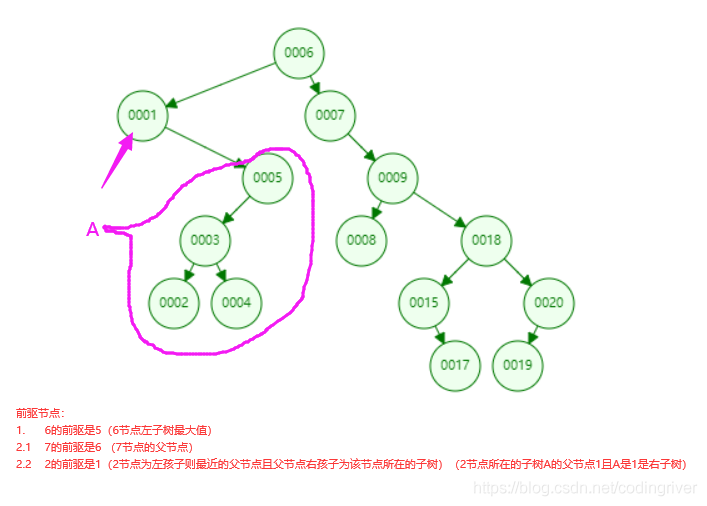 0006
0001
0007
0005
0009
A
0003
0008
0018
0002
0004
0015
0020
0017
0019
前驱节点：
1. 6的前驱是5（6节点左子树最大值）
2.1 7的前驱是6 （7节点的父节点）
2.2 2的前驱是1（2节点为左孩子则最近的父节点且父节点右孩子为该节点所在的子树）（2节点所在的子树A的父节点1且A是1是右子树）
https://blog.csdn.net/codingriver